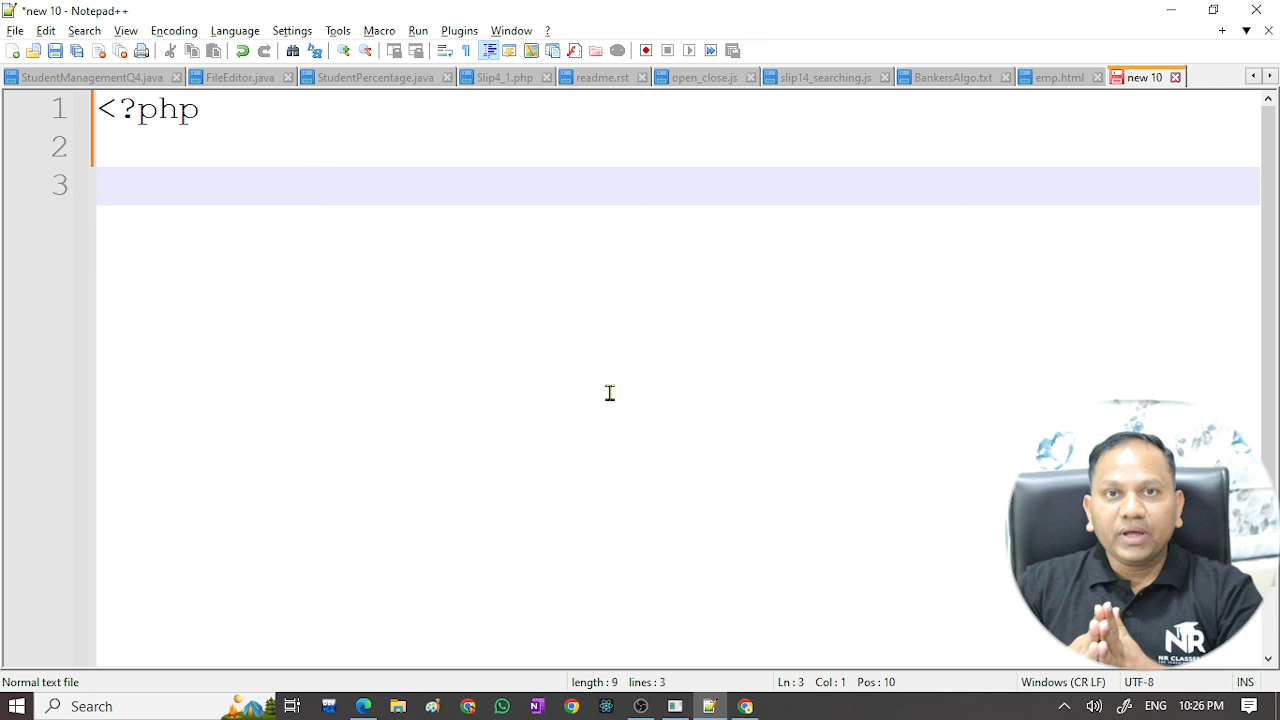 *new 10 - Notepad++
File Edit Search View Encoding Language Settings Tools Macro Run Plugins Window ?
StudentManagementQ4.java FileEditor.java StudentPercentage.java Slip4_1.php readme.rst open_close.js slip14_searching.js BankersAlgo.txt emp.html new 10
1 <?php
2
3
NR
NR CLASSES
Normal text file length : 9 lines : 3 Ln : 3 Col : 1 Pos : 10 Windows (CR LF) UTF-8 INS
Search ENG 10:26 PM